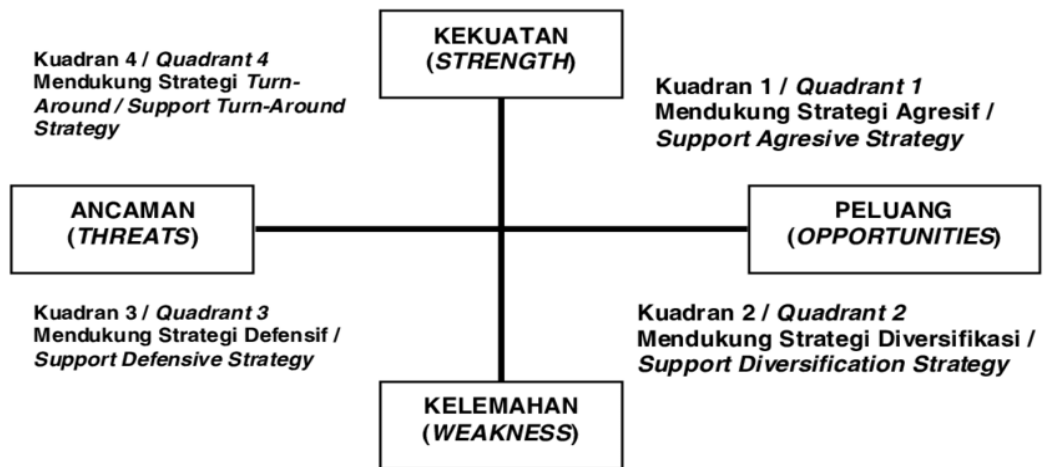 KEKUATAN
(STRENGTH)
Kuadran 4 / Quadrant 4
Mendukung Strategi Turn-
Around / Support Turn-Around
Strategy
Kuadran 1 / Quadrant 1
Mendukung Strategi Agresif /
Support Agresive Strategy
ANCAMAN
(THREATS)
PELUANG
(OPPORTUNITIES)
Kuadran 3 / Quadrant 3
Mendukung Strategi Defensif /
Support Defensive Strategy
Kuadran 2 / Quadrant 2
Mendukung Strategi Diversifikasi /
Support Diversification Strategy
KELEMAHAN
(WEAKNESS)